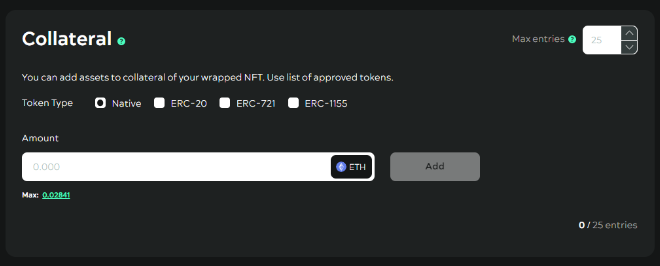 Collateral ?
Max entries ? 25
You can add assets to collateral of your wrapped NFT. Use list of approved tokens.
Token Type Native ERC-20 ERC-721 ERC-1155
Amount
0.000 ETH Add
Max: 0.02841
0 / 25 entries